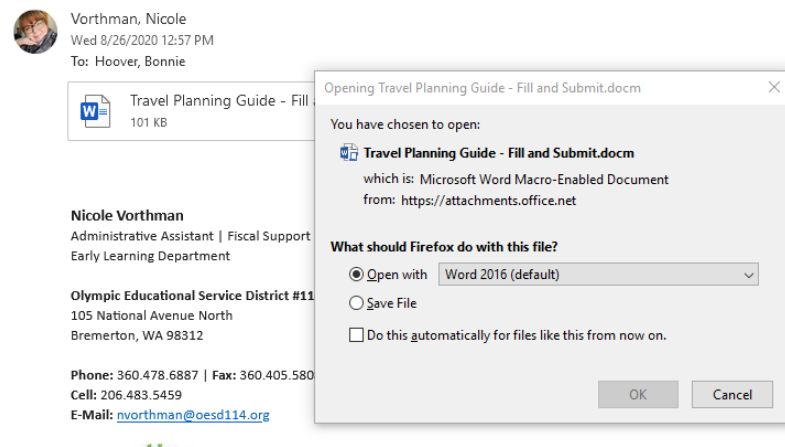 Vorthman, Nicole
Wed 8/26/2020 12:57 PM
To: Hoover, Bonnie
Travel Planning Guide - Fill
101 KB
Nicole Vorthman
Administrative Assistant | Fiscal Support
Early Learning Department
Olympic Educational Service District #11
105 National Avenue North
Bremerton, WA 98312
Phone: 360.478.6887 | Fax: 360.405.580
Cell: 206.483.5459
E-Mail: nvorthman@oesd114.org
Opening Travel Planning Guide - Fill and Submit.docm
You have chosen to open:
Travel Planning Guide - Fill and Submit.docm
which is: Microsoft Word Macro-Enabled Document
from: https://attachments.office.net
What should Firefox do with this file?
Open with Word 2016 (default)
Save File
Do this automatically for files like this from now on.
OK Cancel